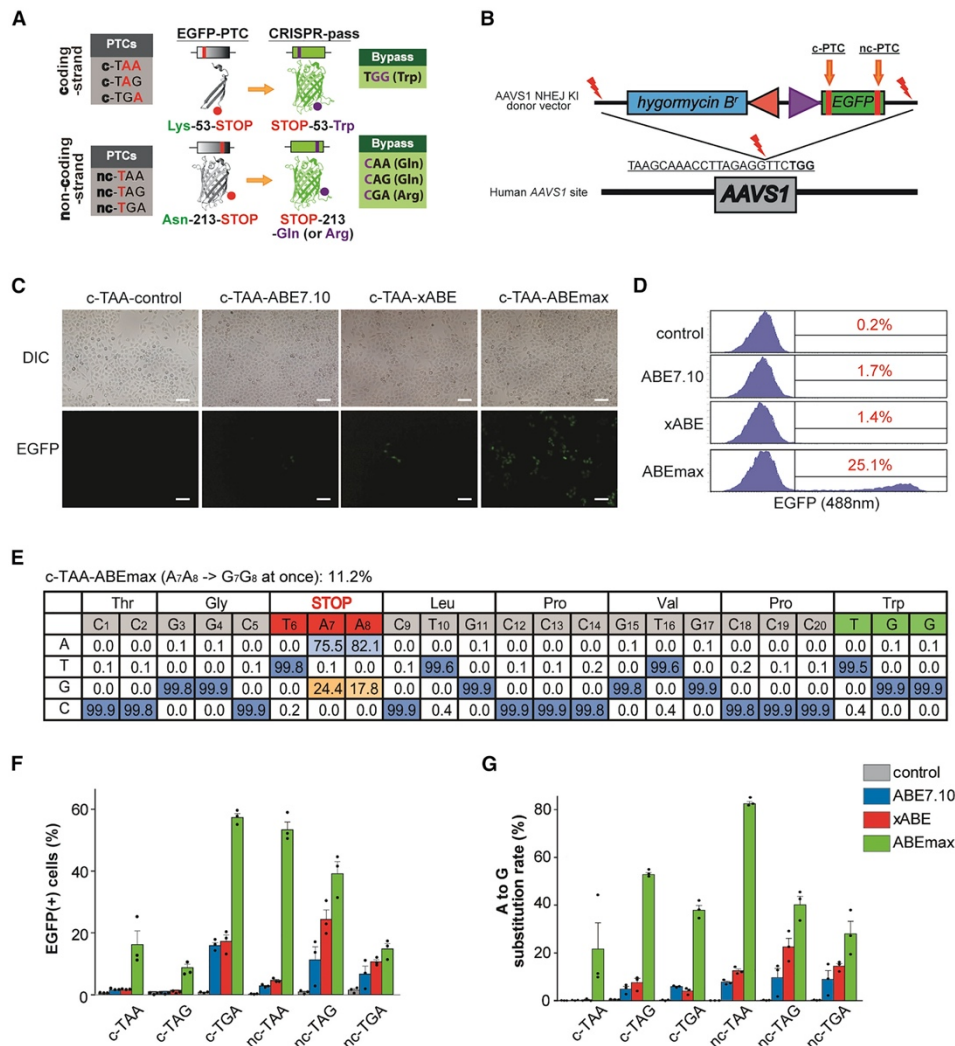 A
coding
-strand
PTCs
c-TAA
c-TAG
c-TGA
EGFP-PTC
CRISPR-pass
Lys-53-STOP
STOP-53-Trp
Bypass
TGG (Trp)
non-coding
-strand
PTCs
nc-TAA
nc-TAG
nc-TGA
Asn-213-STOP
STOP-213
-Gln (or Arg)
Bypass
CAA (Gln)
CAG (Gln)
CGA (Arg)
B
c-PTC nc-PTC
AAVS1 NHEJ KI
donor vector
hygormycin Br
EGFP
TAAGCAAACCTTAGAGGTTCTGG
Human AAVS1 site
AAVS1
C
c-TAA-control c-TAA-ABE7.10 c-TAA-xABE c-TAA-ABEmax
DIC
EGFP
D
control 0.2%
ABE7.10 1.7%
xABE 1.4%
ABEmax 25.1%
EGFP (488nm)
E
c-TAA-ABEmax (A7A8 -> G7G8 at once): 11.2%
Thr Gly STOP Leu Pro Val Pro Trp
C1 C2 G3 G4 C5 T6 A7 A8 C9 T10 G11 C12 C13 C14 G15 T16 G17 C18 C19 C20 T G G
A 0.0 0.0 0.1 0.1 0.0 0.0 75.5 82.1 0.0 0.0 0.1 0.0 0.0 0.0 0.1 0.0 0.1 0.0 0.0 0.0 0.0 0.1 0.1
T 0.1 0.1 0.0 0.0 0.1 99.8 0.0 0.0 0.1 99.6 0.0 0.1 0.1 0.2 0.0 99.6 0.0 0.2 0.1 0.1 99.5 0.0 0.0
G 0.0 0.0 99.8 99.9 0.0 0.0 24.4 17.8 0.0 0.0 99.9 0.0 0.0 0.0 99.8 0.0 99.9 0.0 0.0 0.0 0.0 99.9 99.9
C 99.9 99.8 0.0 0.0 99.9 0.2 0.0 0.0 99.9 0.4 0.0 99.9 99.9 99.8 0.0 0.4 0.0 99.8 99.9 99.9 0.4 0.0 0.0
F
EGFP(+) cells (%)
60
40
20
0
c-TAA c-TAG c-TGA nc-TAA nc-TAG nc-TGA
G
A to G
substitution rate (%)
80
60
40
20
0
c-TAA c-TAG c-TGA nc-TAA nc-TAG nc-TGA
control
ABE7.10
xABE
ABEmax